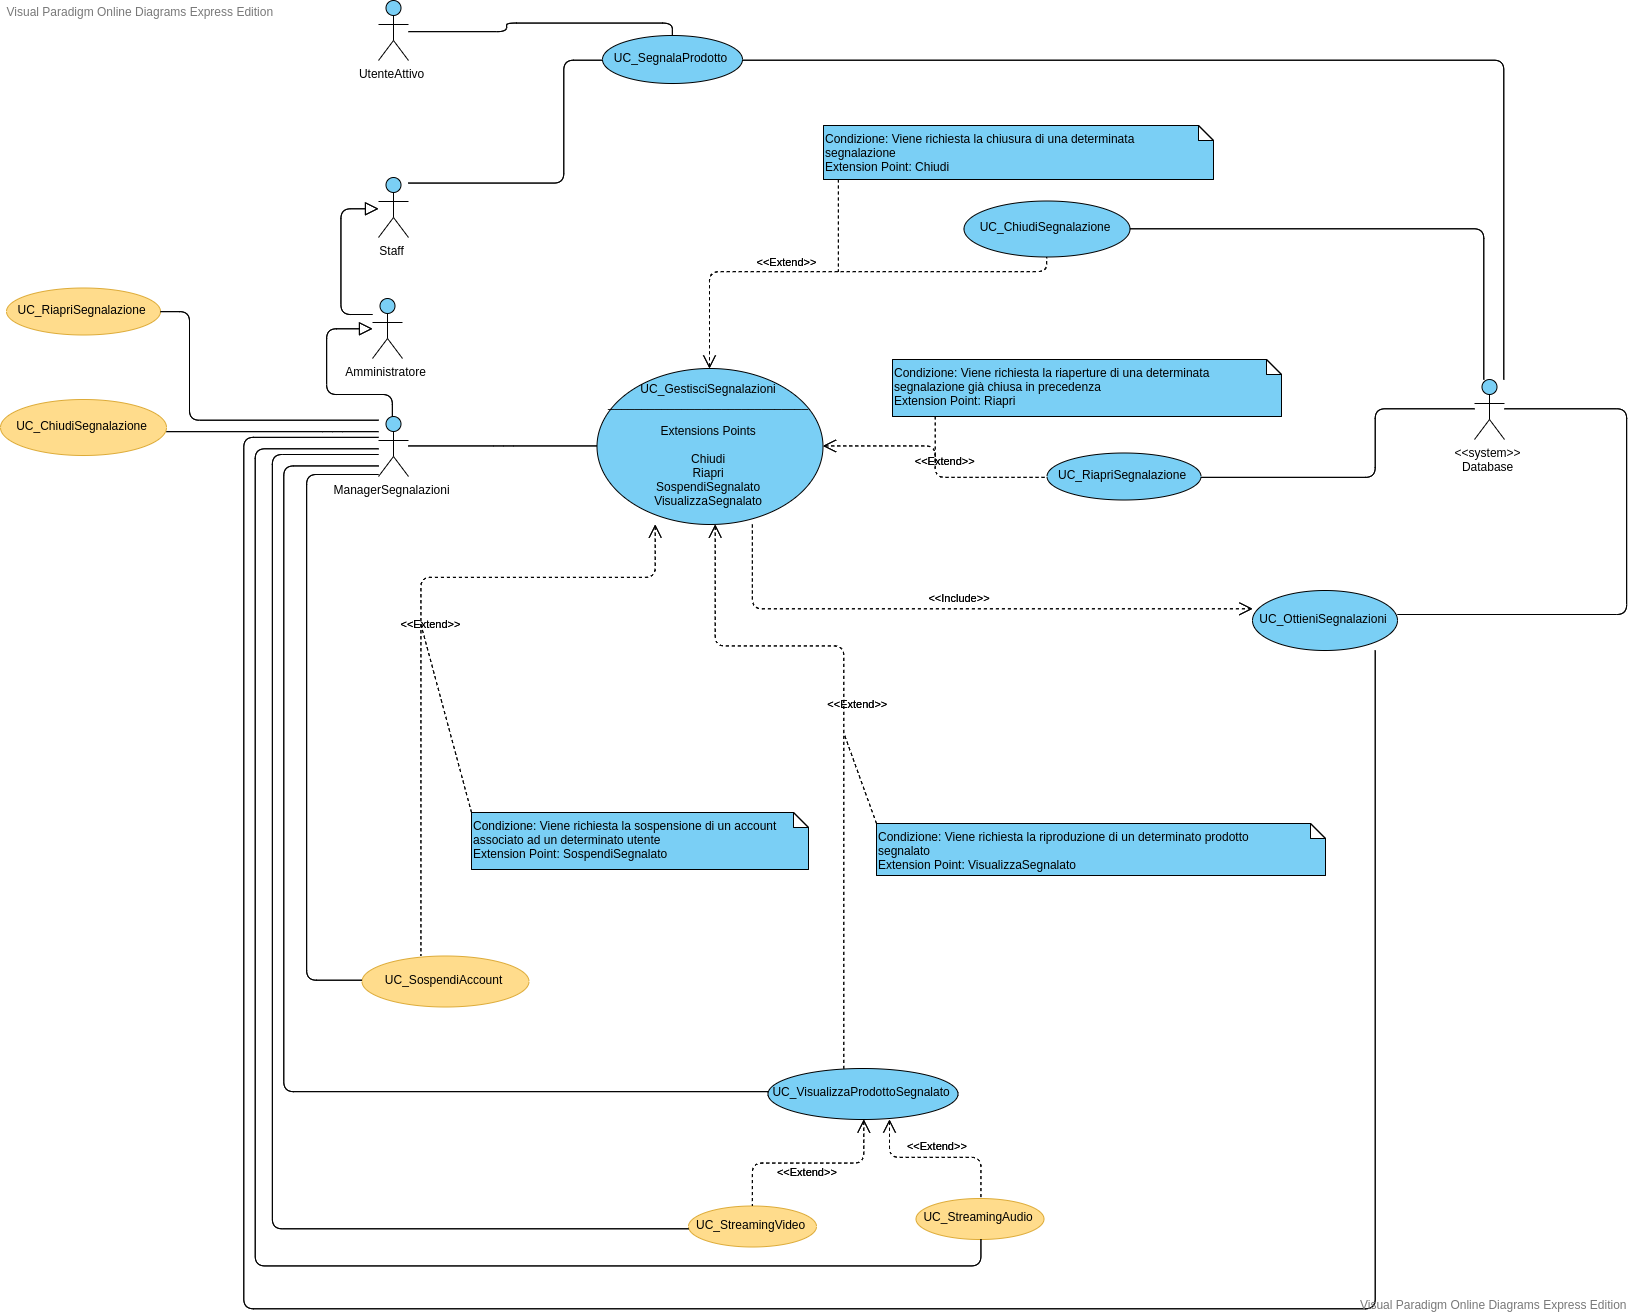 Visual Paradigm Online Diagrams Express Edition
UtenteAttivo
UC_SegnalaProdotto
Condizione: Viene richiesta la chiusura di una determinata
segnalazione
Extension Point: Chiudi
UC_ChiudiSegnalazione
Staff
<<Extend>>
UC_RiapriSegnalazione
Amministratore
UC_GestisciSegnalazioni
Extensions Points
Chiudi
Riapri
SospendiSegnalato
VisualizzaSegnalato
Condizione: Viene richiesta la riaperture di una determinata
segnalazione già chiusa in precedenza
Extension Point: Riapri
UC_ChiudiSegnalazione
ManagerSegnalazioni
<<Extend>>
UC_RiapriSegnalazione
<<system>>
Database
<<Include>>
UC_OttieniSegnalazioni
<<Extend>>
<<Extend>>
Condizione: Viene richiesta la sospensione di un account
associato ad un determinato utente
Extension Point: SospendiSegnalato
Condizione: Viene richiesta la riproduzione di un determinato prodotto
segnalato
Extension Point: VisualizzaSegnalato
UC_SospendiAccount
UC_VisualizzaProdottoSegnalato
<<Extend>>
<<Extend>>
UC_StreamingVideo
UC_StreamingAudio
Visual Paradigm Online Diagrams Express Edition